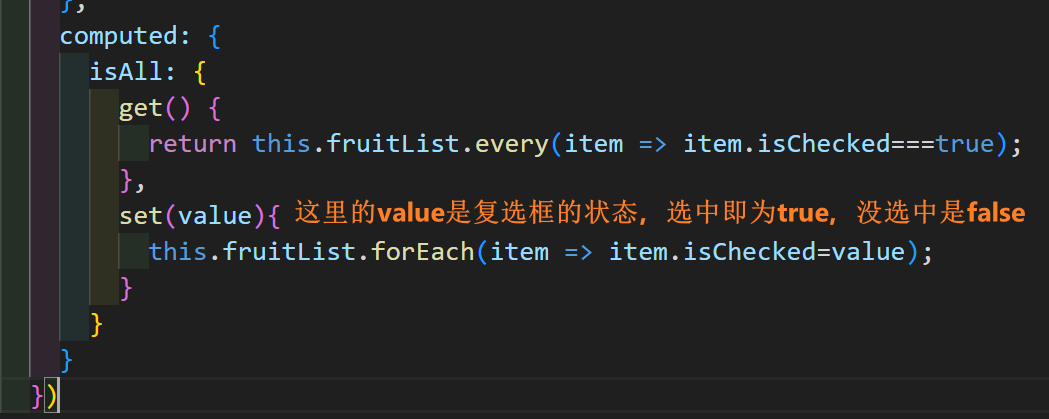 },
computed: {
isAll: {
get() {
return this.fruitList.every(item => item.isChecked===true);
},
set(value){ 这里的value是复选框的状态，选中即为true，没选中是false
this.fruitList.forEach(item => item.isChecked=value);
}
}
}
})